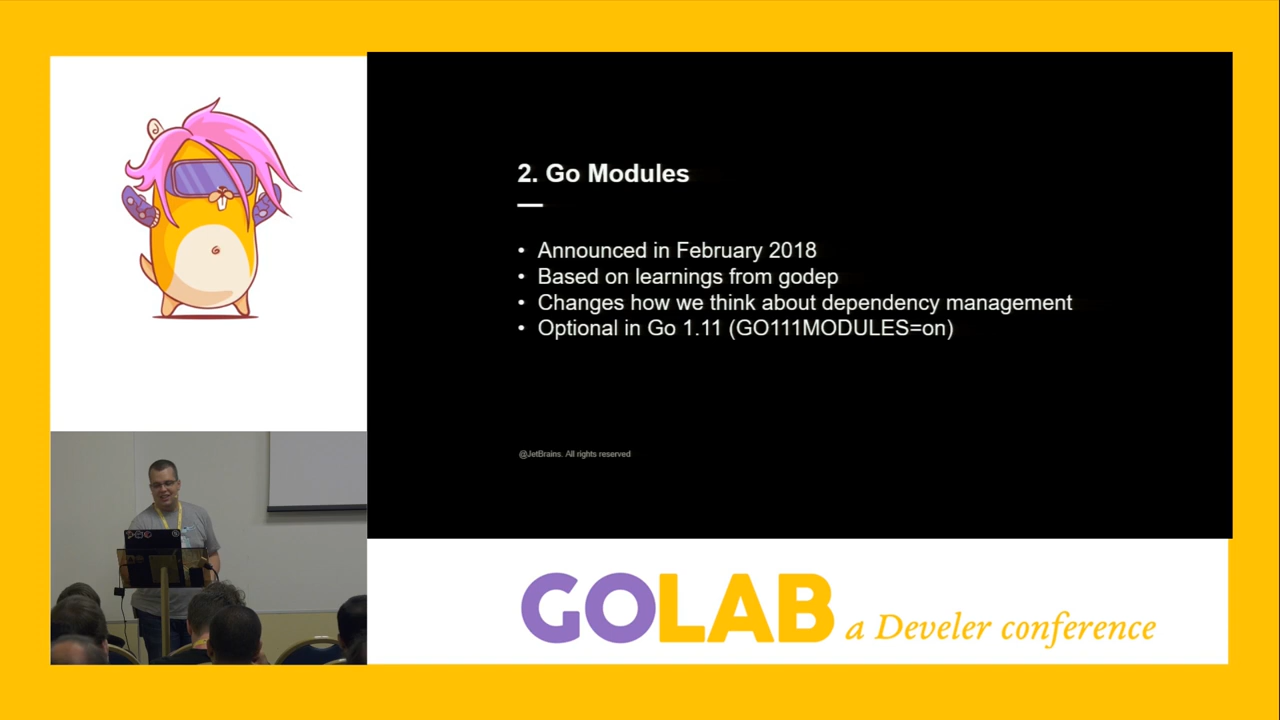 2. Go Modules
• Announced in February 2018
• Based on learnings from godep
• Changes how we think about dependency management
• Optional in Go 1.11 (GO111MODULES=on)
@JetBrains. All rights reserved
GOLAB a Develer conference